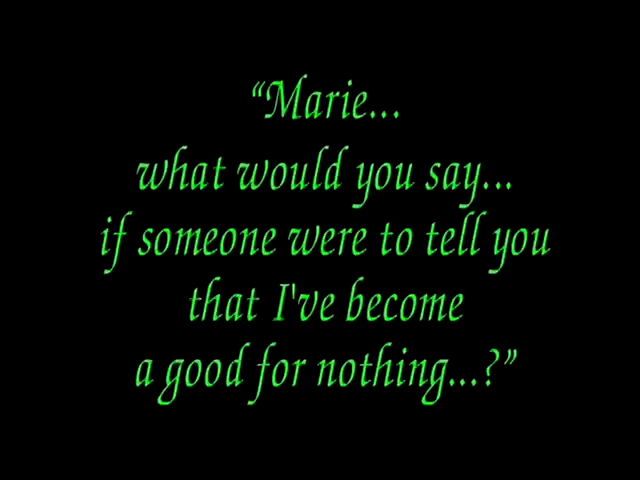 “Marie...
what would you say...
if someone were to tell you
that I've become
a good for nothing...?”